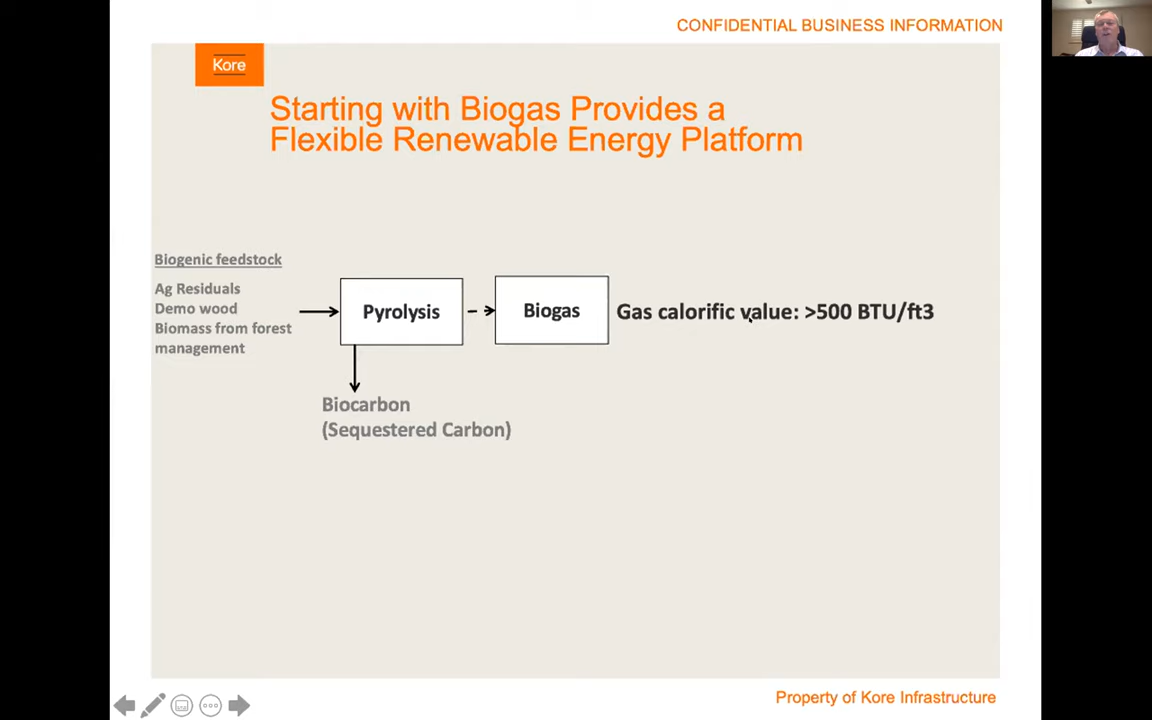 CONFIDENTIAL BUSINESS INFORMATION
Kore
Starting with Biogas Provides a
Flexible Renewable Energy Platform
Biogenic feedstock
Ag Residuals
Demo wood
Biomass from forest
management
Pyrolysis
Biogas
Gas calorific value: >500 BTU/ft3
Biocarbon
(Sequestered Carbon)
Property of Kore Infrastructure